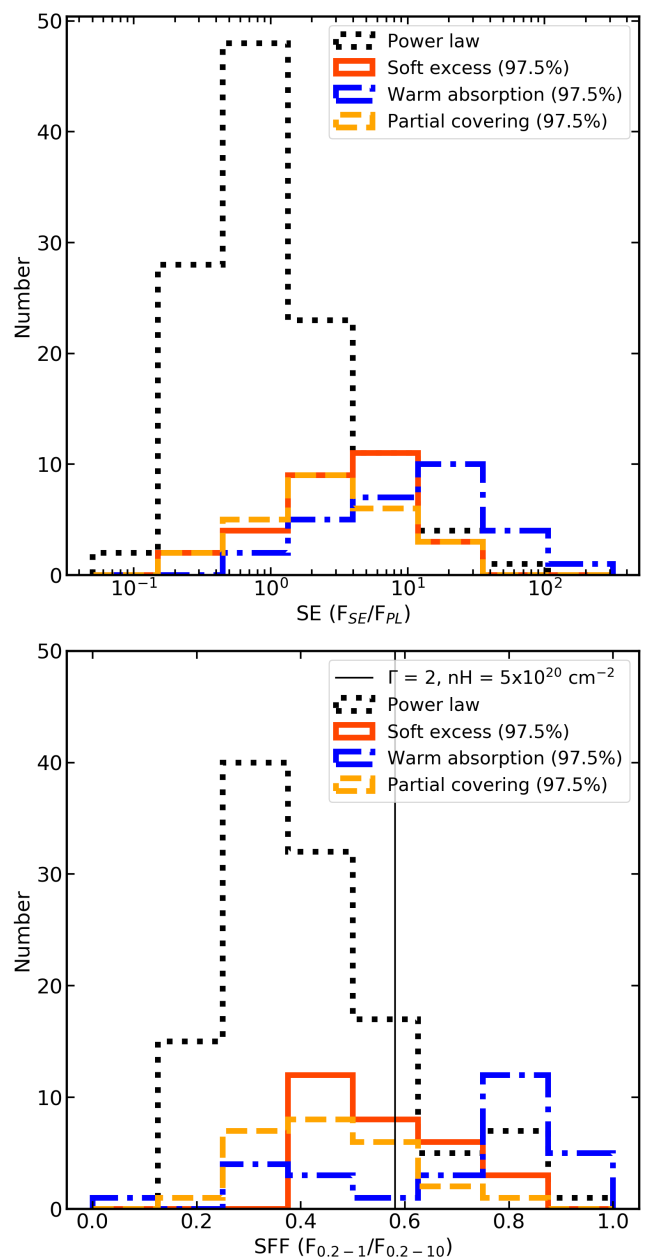 50
40
30
20
10
0
Number
Power law
Soft excess (97.5%)
Warm absorption (97.5%)
Partial covering (97.5%)
10⁻¹ 10⁰ 10¹ 10²
SE (F_SE/F_PL)
50
40
30
20
10
0
Number
Γ = 2, nH = 5x10²⁰ cm⁻²
Power law
Soft excess (97.5%)
Warm absorption (97.5%)
Partial covering (97.5%)
0.0 0.2 0.4 0.6 0.8 1.0
SFF (F₀.₂₋₁/F₀.₂₋₁₀)